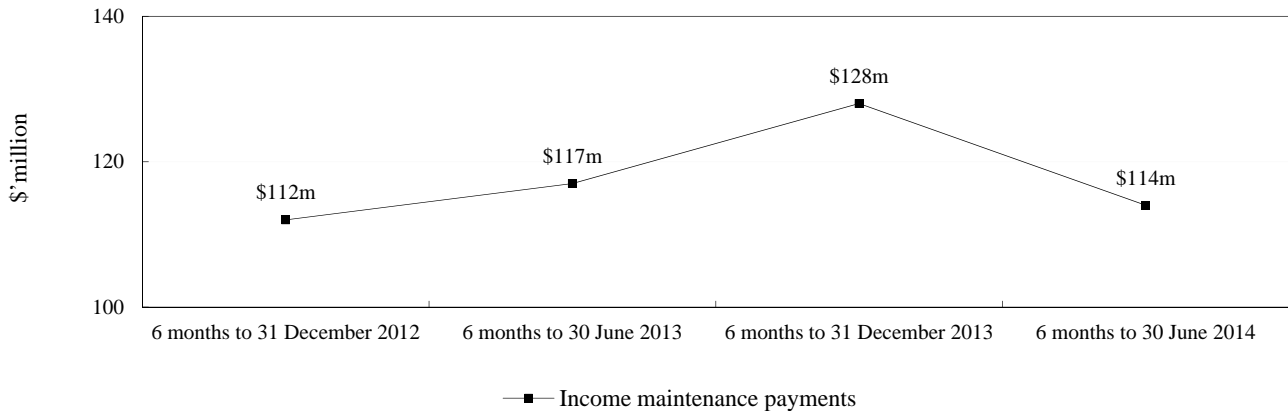 140
$128m
$'million
120
$117m
$112m
$114m
100
6 months to 31 December 2012
6 months to 30 June 2013
6 months to 31 December 2013
6 months to 30 June 2014
Income maintenance payments